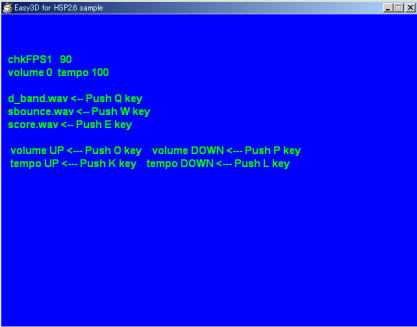 Easy3D for HSP2.6 sample
chkFPS1 90
volume 0 tempo 100
d_band.wav <-- Push Q key
sbounce.wav <-- Push W key
score.wav <-- Push E key
volume UP <--- Push O key volume DOWN <--- Push P key
tempo UP <--- Push K key tempo DOWN <--- Push L key